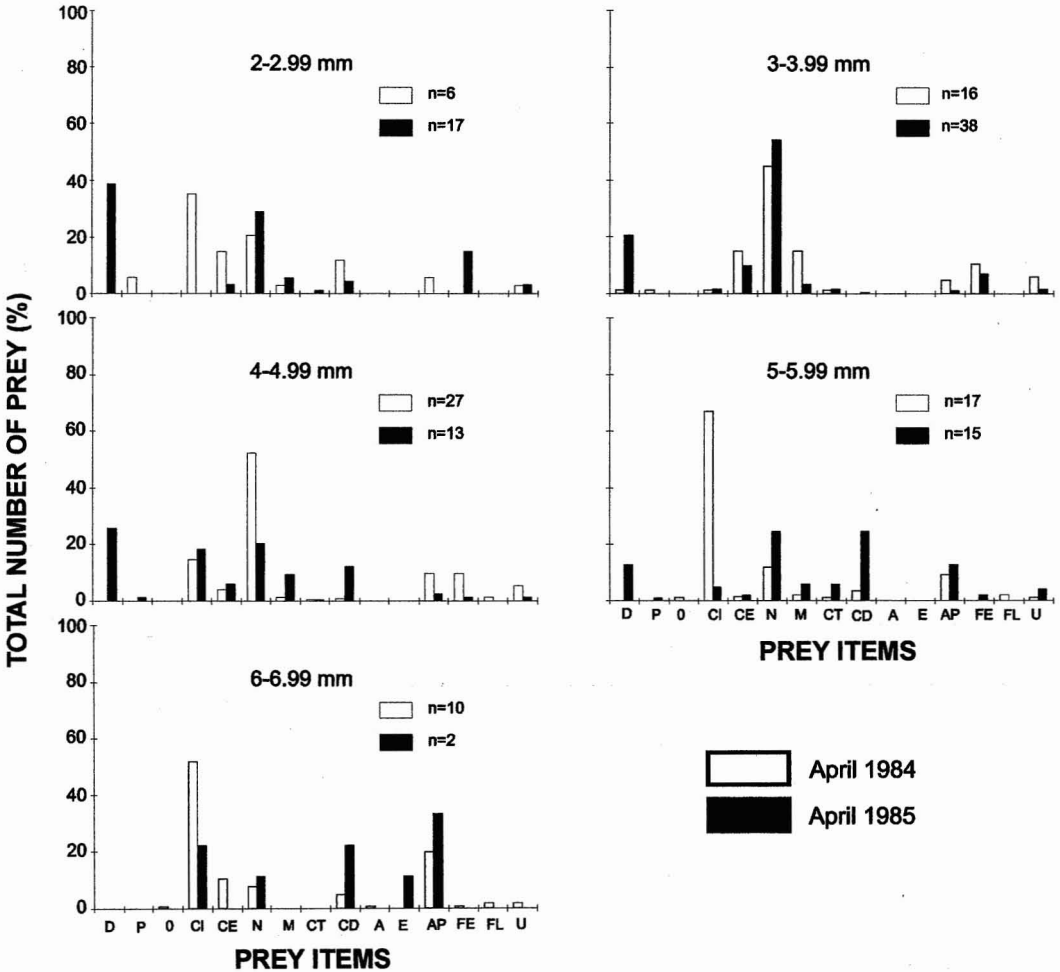 TOTAL NUMBER OF PREY (%)
100
80
60
40
20
0
2-2.99 mm
n=6
n=17
3-3.99 mm
n=16
n=38
100
80
60
40
20
0
4-4.99 mm
n=27
n=13
5-5.99 mm
n=17
n=15
D P 0 CI CE N M CT CD A E AP FE FL U
PREY ITEMS
100
80
60
40
20
0
6-6.99 mm
n=10
n=2
D P 0 CI CE N M CT CD A E AP FE FL U
PREY ITEMS
April 1984
April 1985